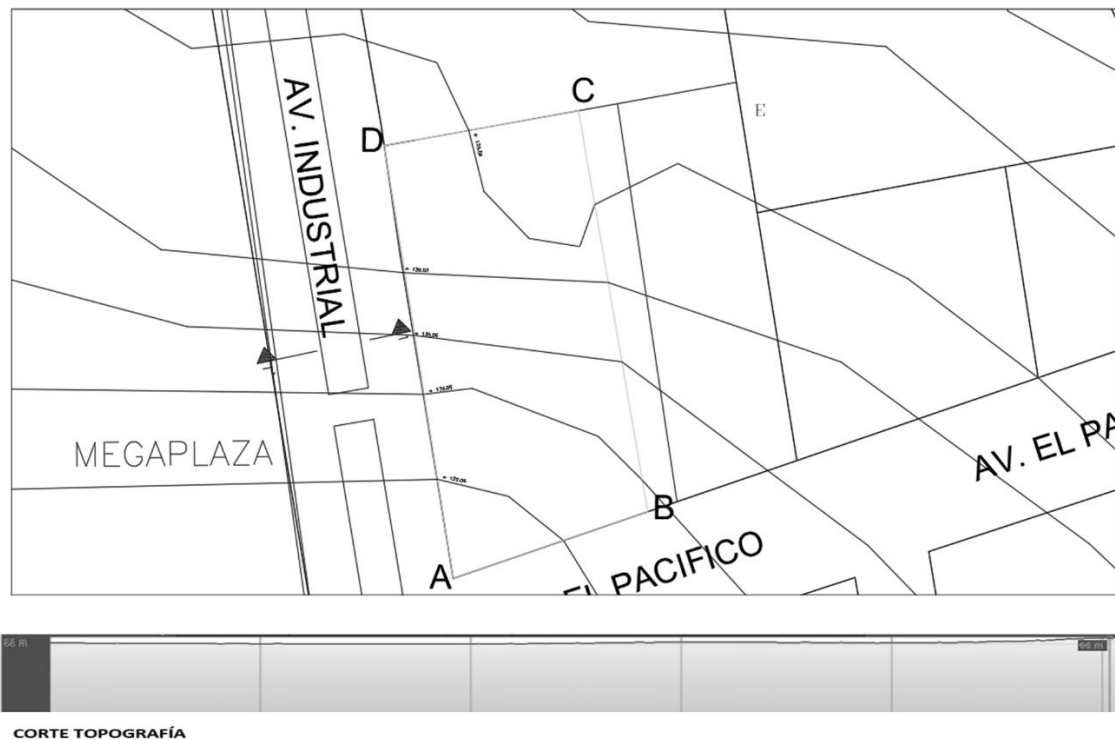 C
D
E
AV. INDUSTRIAL
MEGAPLAZA
AV. EL PA
B
A
EL PACIFICO
66 m
66 m
CORTE TOPOGRAFÍA